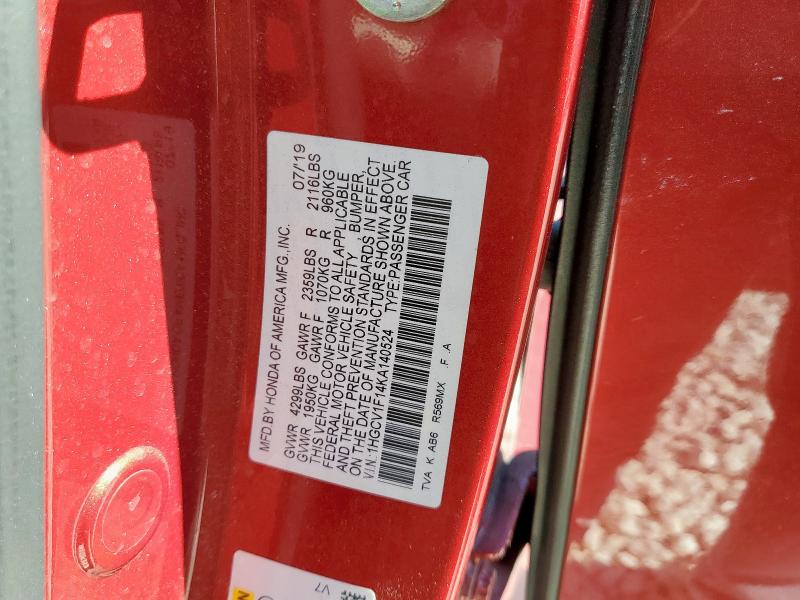 MFD BY HONDA OF AMERICA MFG.,INC. 07/'19
GVWR 4299LBS GAWR F 2359LBS R 2116LBS
GVWR 1950KG GAWR F 1070KG R 960KG
THIS VEHICLE CONFORMS TO ALL APPLICABLE
FEDERAL MOTOR VEHICLE SAFETY , BUMPER,
AND THEFT PREVENTION STANDARDS IN EFFECT
ON THE DATE OF MANUFACTURE SHOWN ABOVE.
V.I.N.:1HGCV1F14KA140524 TYPE:PASSENGER CAR
TVA K AB6 R569MX F .A
V7